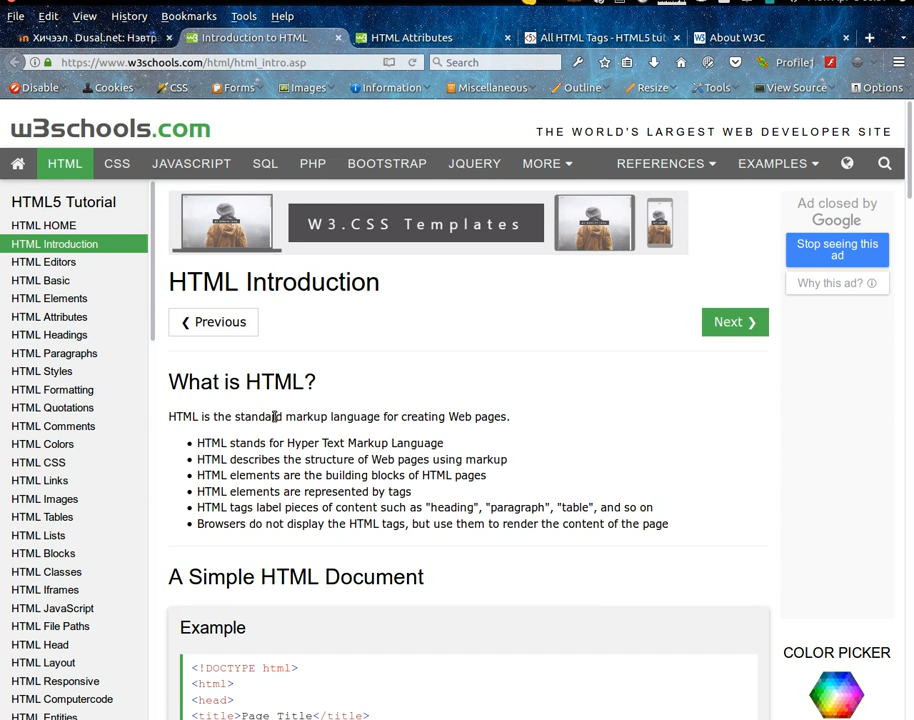 File Edit View History Bookmarks Tools Help
Хичээл . Dusal.net: Нэвтр × Introduction to HTML × HTML Attributes × All HTML Tags - HTML5 tut × About W3C ×
https://www.w3schools.com/html/html_intro.asp Search Profile
Disable Cookies CSS Forms Images Information Miscellaneous Outline Resize Tools View Source Options
w3schools.com
THE WORLD'S LARGEST WEB DEVELOPER SITE
HTML CSS JAVASCRIPT SQL PHP BOOTSTRAP JQUERY MORE REFERENCES EXAMPLES
HTML5 Tutorial
HTML HOME
HTML Introduction
HTML Editors
HTML Basic
HTML Elements
HTML Attributes
HTML Headings
HTML Paragraphs
HTML Styles
HTML Formatting
HTML Quotations
HTML Comments
HTML Colors
HTML CSS
HTML Links
HTML Images
HTML Tables
HTML Lists
HTML Blocks
HTML Classes
HTML Iframes
HTML JavaScript
HTML File Paths
HTML Head
HTML Layout
HTML Responsive
HTML Computercode
HTML Entities
W3.CSS Templates
HTML Introduction
❮ Previous
Next ❯
What is HTML?
HTML is the standard markup language for creating Web pages.
• HTML stands for Hyper Text Markup Language
• HTML describes the structure of Web pages using markup
• HTML elements are the building blocks of HTML pages
• HTML elements are represented by tags
• HTML tags label pieces of content such as "heading", "paragraph", "table", and so on
• Browsers do not display the HTML tags, but use them to render the content of the page
A Simple HTML Document
Example
<!DOCTYPE html>
<html>
<head>
<title>Page Title</title>
Ad closed by
Google
Stop seeing this
ad
Why this ad?
COLOR PICKER